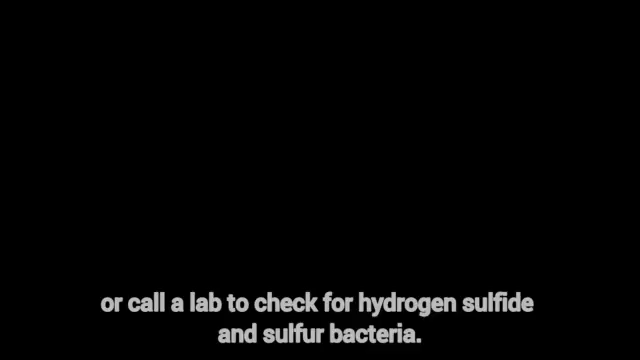 or call a lab to check for hydrogen sulfide
and sulfur bacteria.